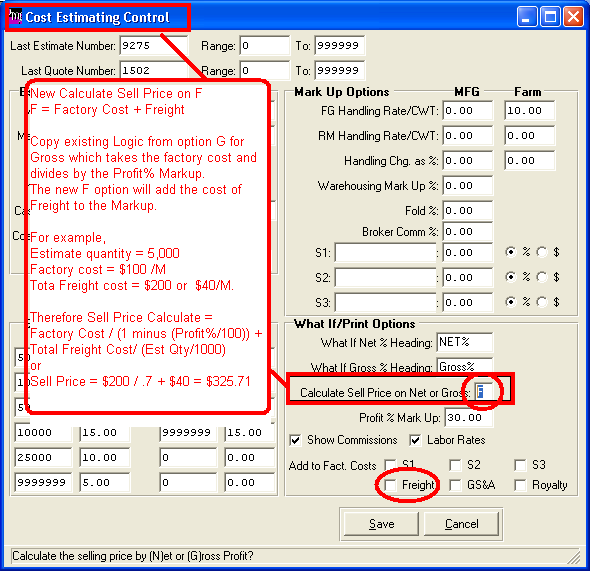 Cost Estimating Control
Last Estimate Number: 9275 Range: 0 To: 999999
Last Quote Number: 1502 Range: 0 To: 999999
New Calculate Sell Price on F
F = Factory Cost + Freight
Copy existing Logic from option G for
Gross which takes the factory cost and
divides by the Profit% Markup.
The new F option will add the cost of
Freight to the Markup.
For example,
Estimate quantity = 5,000
Factory cost = $100 /M
Tota Freight cost = $200 or $40/M.
Therefore Sell Price Calculate =
Factory Cost / (1 minus (Profit%/100)) +
Total Freight Cost/ (Est Qty/1000)
or
Sell Price = $200 / .7 + $40 = $325.71
10000 15.00 9999999 15.00
25000 10.00 0 0.00
9999999 5.00 0 0.00
Mark Up Options MFG Farm
FG Handling Rate/CWT: 0.00 10.00
RM Handling Rate/CWT: 0.00 0.00
Handling Chg. as %: 0.00 0.00
Warehousing Mark Up %: 0.00
Fold %: 0.00
Broker Comm %: 0.00
S1: 0.00 % $
S2: 0.00 % $
S3: 0.00 % $
What If/Print Options
What If Net % Heading: NET%
What If Gross % Heading: Gross%
Calculate Sell Price on Net or Gross: F
Profit % Mark Up: 30.00
Show Commissions Labor Rates
Add to Fact. Costs S1 S2 S3
Freight GS&A Royalty
Save Cancel
Calculate the selling price by (N)et or (G)ross Profit?